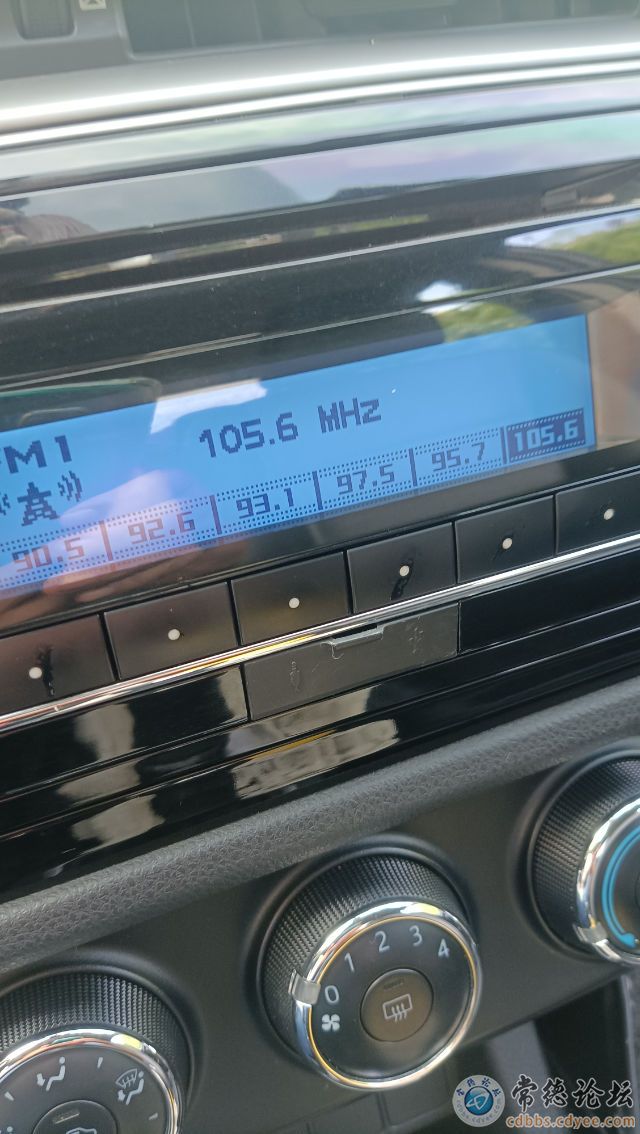 FM1
105.6 MHz
90.5 92.6 93.1 97.5 95.7 105.6
0 1 2 3 4
常德论坛
cdbbs.cdyee.com